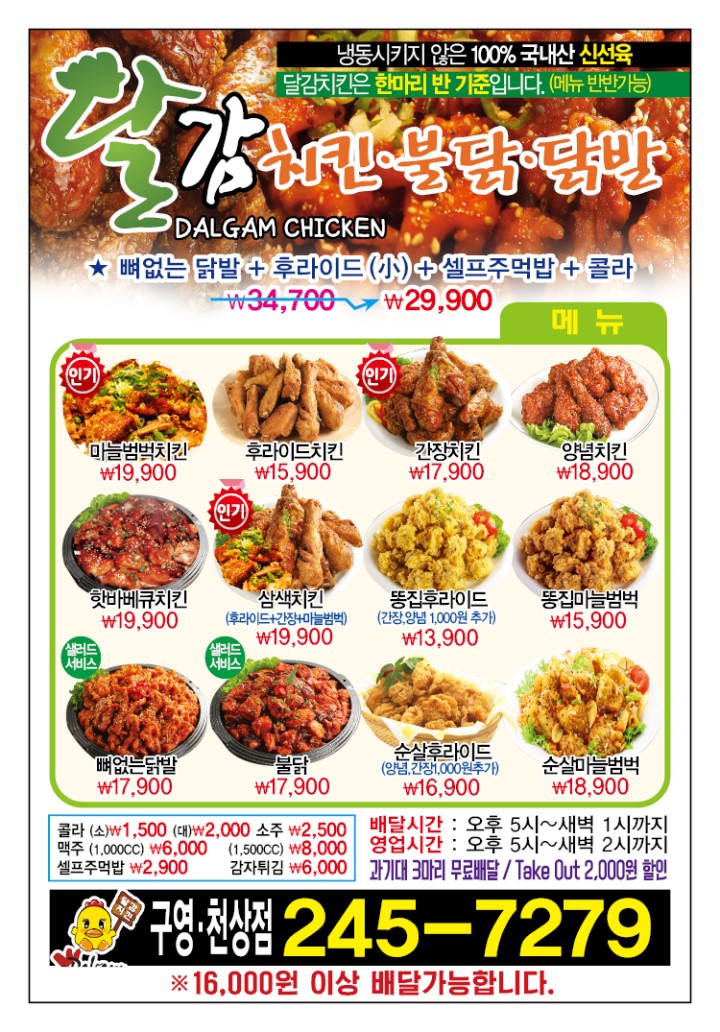 냉동시키지 않은 100% 국내산 신선육
달감치킨은 한마리 반 기준입니다. (메뉴 반반가능)
달감 치킨·불닭·닭발
DALGAM CHICKEN
★ 뼈없는 닭발 + 후라이드(小) + 셀프주먹밥 + 콜라
₩34,700 → ₩29,900
메뉴
인기
마늘범벅치킨
₩19,900
후라이드치킨
₩15,900
인기
간장치킨
₩17,900
양념치킨
₩18,900
핫바베큐치킨
₩19,900
인기
삼색치킨
(후라이드+간장+마늘범벅)
₩19,900
똥집후라이드
(간장,양념 1,000원 추가)
₩13,900
똥집마늘범벅
₩15,900
샐러드
서비스
뼈없는닭발
₩17,900
샐러드
서비스
불닭
₩17,900
순살후라이드
(양념,간장1,000원추가)
₩16,900
순살마늘범벅
₩18,900
콜라 (소)₩1,500 (대)₩2,000 소주 ₩2,500
맥주 (1,000CC) ₩6,000 (1,500CC) ₩8,000
셀프주먹밥 ₩2,900 감자튀김 ₩6,000
배달시간 : 오후 5시~새벽 1시까지
영업시간 : 오후 5시~새벽 2시까지
과기대 3마리 무료배달 / Take Out 2,000원 할인
달감
치킨
구영·천상점 245-7279
※16,000원 이상 배달가능합니다.